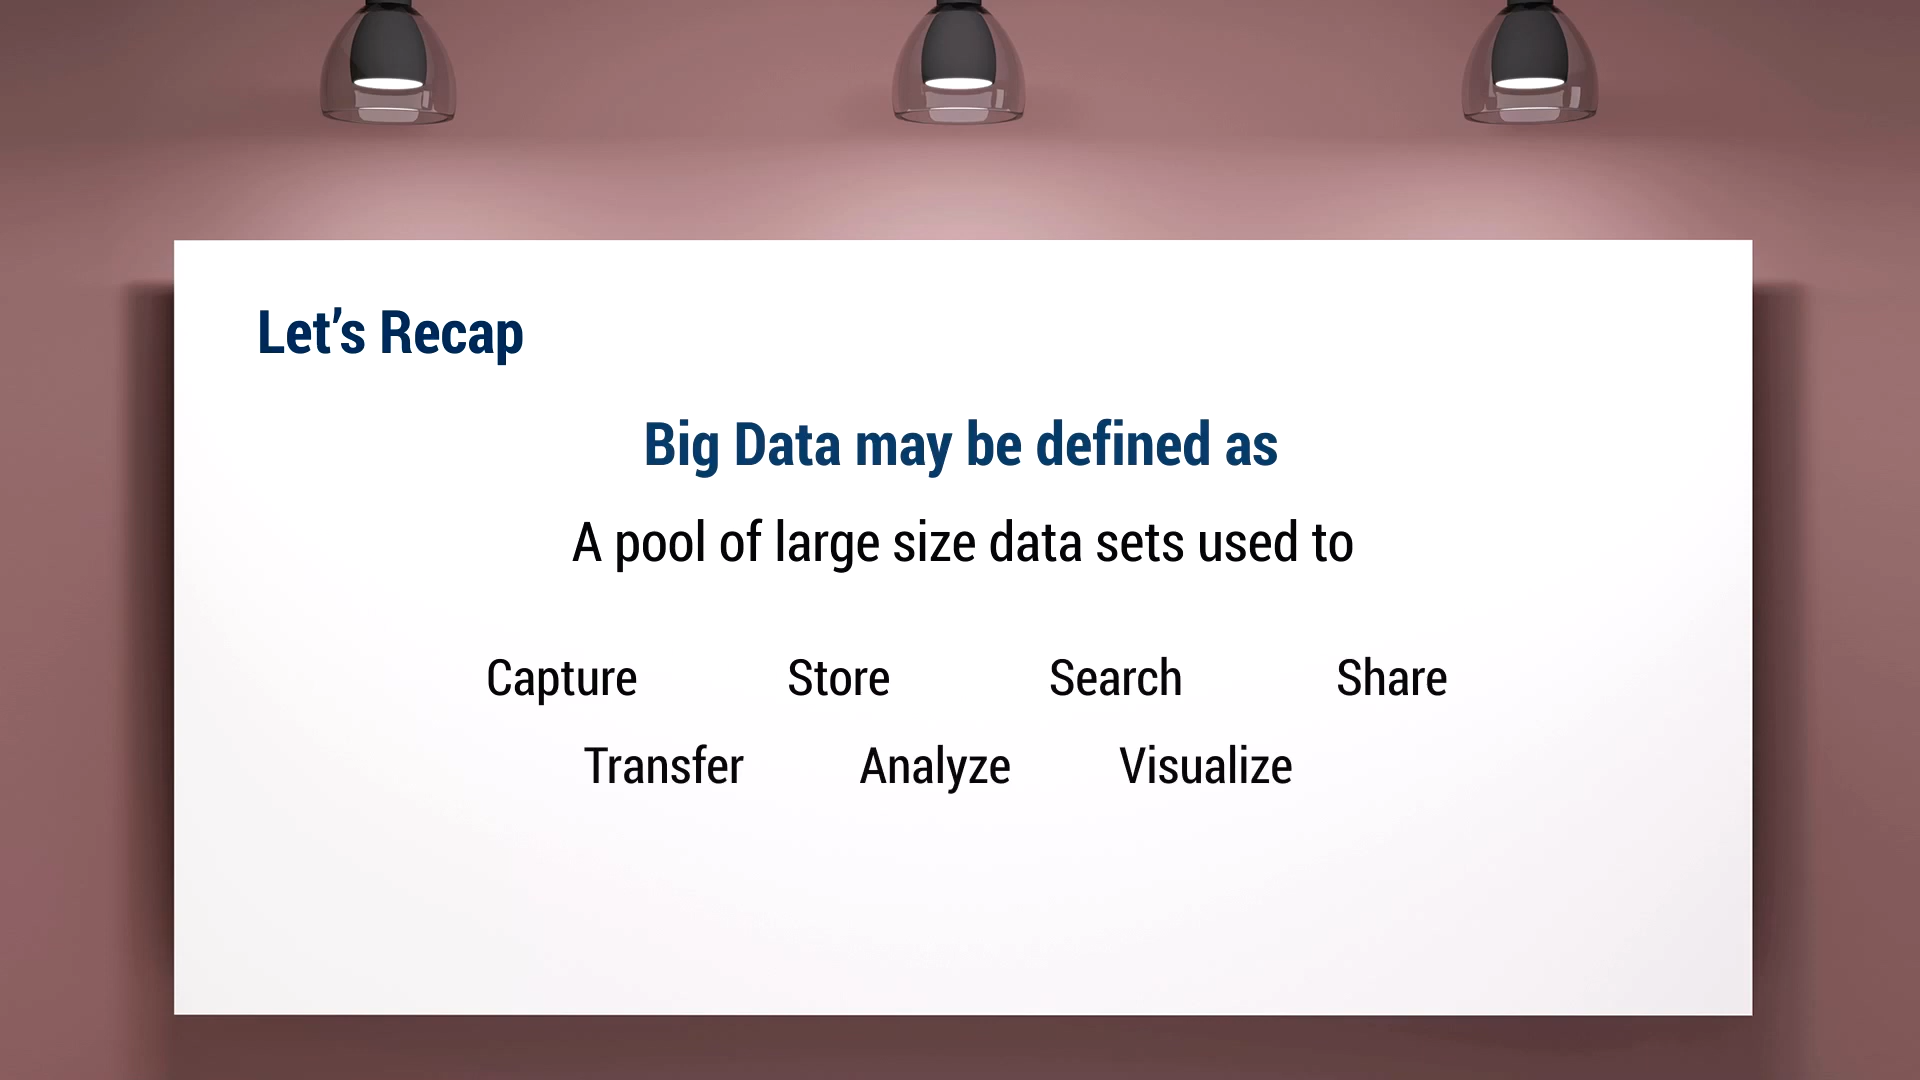 Let’s Recap
Big Data may be defined as
A pool of large size data sets used to
Capture Store Search Share
Transfer Analyze Visualize